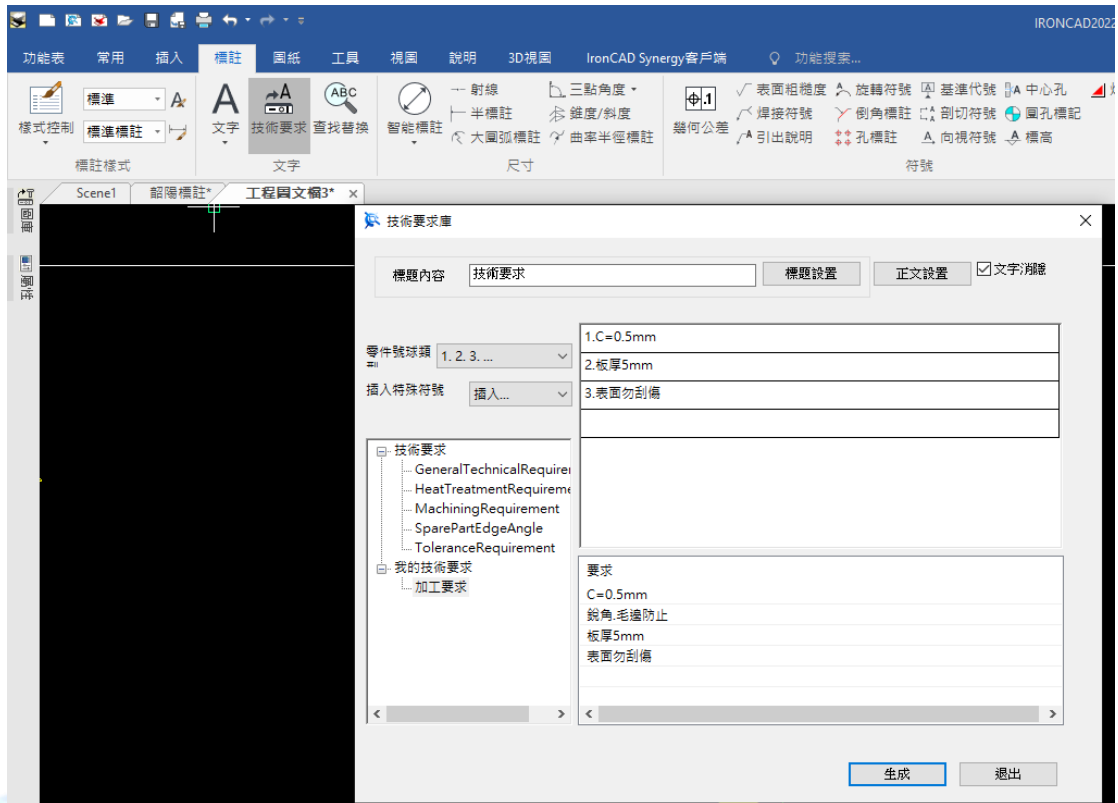 IRONCAD2022
功能表 常用 插入 標註 圖紙 工具 視圖 說明 3D視圖 IronCAD Synergy客戶端 功能搜索...
標準 A 射線 三點角度 表面粗糙度 旋轉符號 基準代號 中心孔
樣式控制 標準標註 文字 技術要求 查找替換 智能標註 半標註 錐度/斜度 幾何公差 焊接符號 倒角標註 剖切符號 圓孔標記
大圓弧標註 曲率半徑標註 引出說明 孔標註 向視符號 標高
標註樣式 文字 尺寸 符號
Scene1 韶陽標註* 工程圖文檔3*
圖庫
屬性
技術要求庫
標題內容 技術要求 標題設置 正文設置 文字消隱
零件號球類 1. 2. 3. ...
插入特殊符號 插入...
1.C=0.5mm
2.板厚5mm
3.表面勿刮傷
技術要求
GeneralTechnicalRequirer
HeatTreatmentRequireme
MachiningRequirement
SparePartEdgeAngle
ToleranceRequirement
我的技術要求
加工要求
要求
C=0.5mm
銳角.毛邊防止
板厚5mm
表面勿刮傷
生成 退出